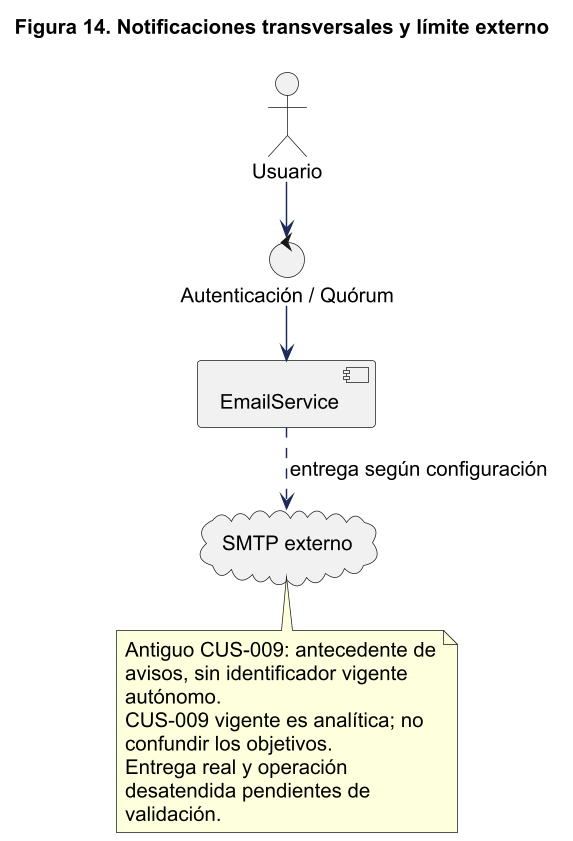 Figura 14. Notificaciones transversales y límite externo
Usuario
Autenticación / Quórum
EmailService
entrega según configuración
SMTP externo
Antiguo CUS-009: antecedente de
avisos, sin identificador vigente
autónomo.
CUS-009 vigente es analítica; no
confundir los objetivos.
Entrega real y operación
desatendida pendientes de
validación.